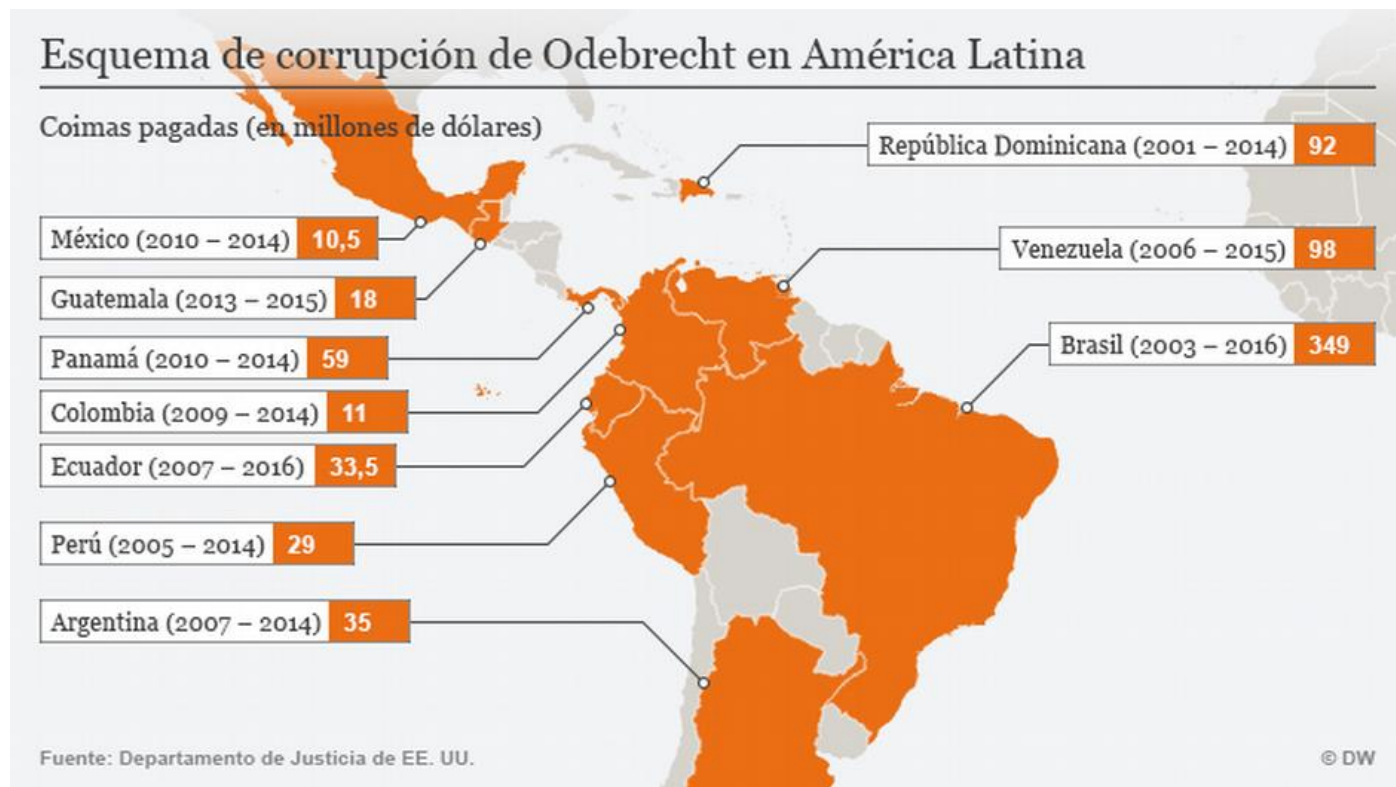 Esquema de corrupción de Odebrecht en América Latina
Coimas pagadas (en millones de dólares)
República Dominicana (2001 – 2014) 92
México (2010 – 2014) 10,5
Venezuela (2006 – 2015) 98
Guatemala (2013 – 2015) 18
Panamá (2010 – 2014) 59
Brasil (2003 – 2016) 349
Colombia (2009 – 2014) 11
Ecuador (2007 – 2016) 33,5
Perú (2005 – 2014) 29
Argentina (2007 – 2014) 35
Fuente: Departamento de Justicia de EE. UU.
© DW